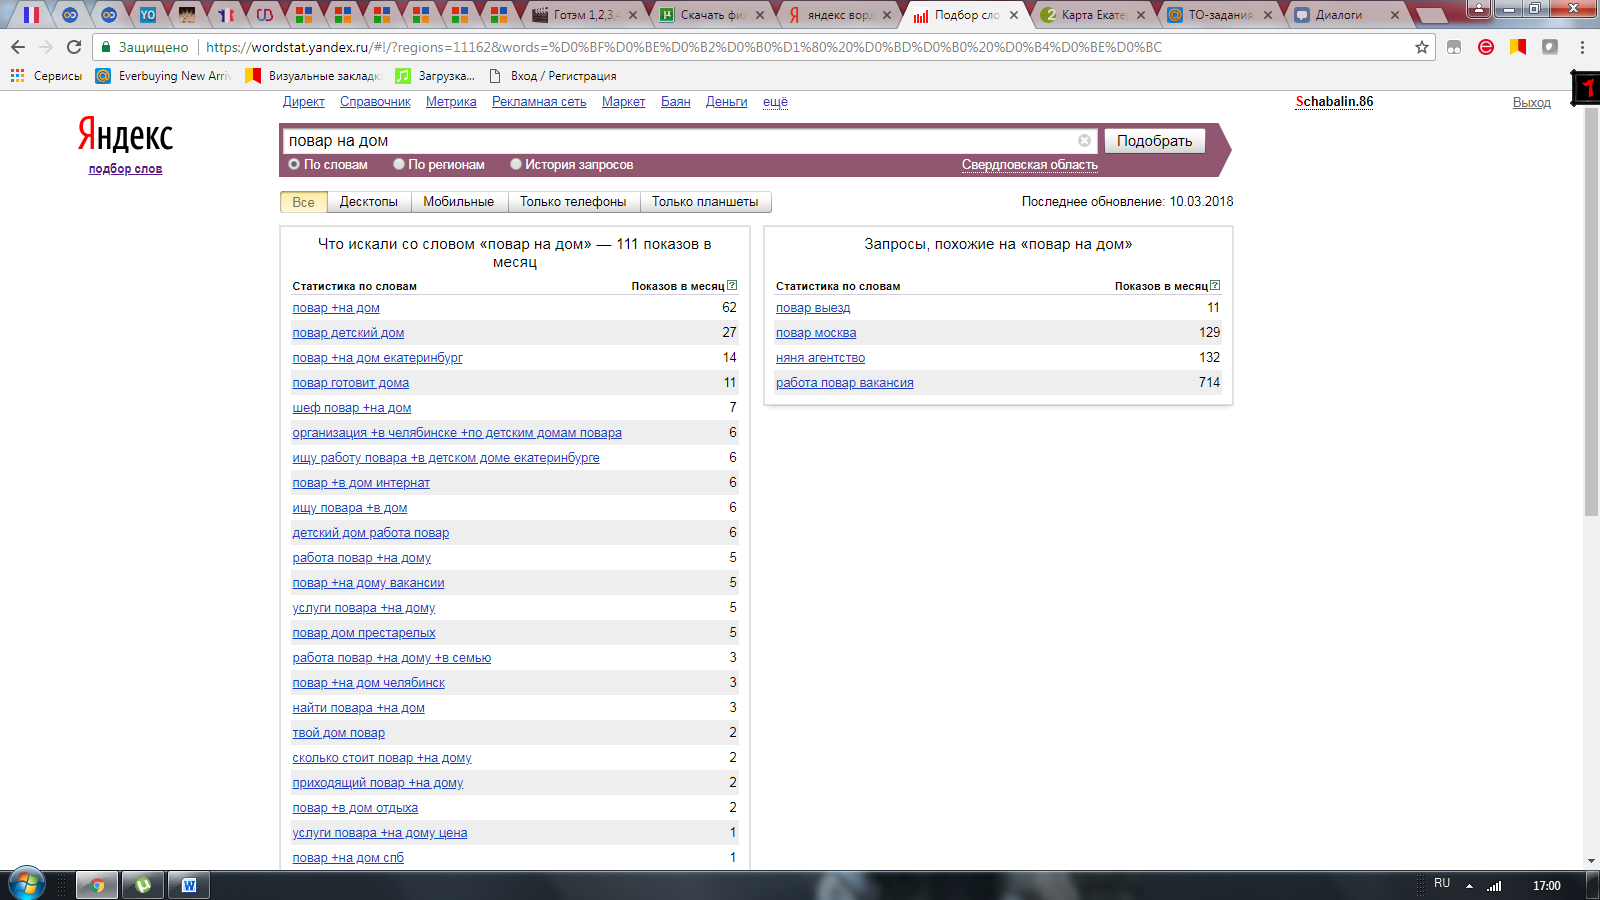 Готэм 1,2,3,4
Скачать фил
яндекс ворд
Подбор сло
Карта Екате
ТО-задания
Диалоги
Защищено
https://wordstat.yandex.ru/#!/?regions=11162&words=%D0%BF%D0%BE%D0%B2%D0%B0%D1%80%20%D0%BD%D0%B0%20%D0%B4%D0%BE%D0%BC
Сервисы
Everbuying New Arriv
Визуальные закладк
Загрузка...
Вход / Регистрация
Директ Справочник Метрика Рекламная сеть Маркет Баян Деньги ещё
Schabalin.86
Выход
Яндекс
подбор слов
повар на дом
Подобрать
По словам По регионам История запросов
Свердловская область
Все Десктопы Мобильные Только телефоны Только планшеты
Последнее обновление: 10.03.2018
Что искали со словом «повар на дом» — 111 показов в
месяц
Статистика по словам Показов в месяц ?
повар +на дом 62
повар детский дом 27
повар +на дом екатеринбург 14
повар готовит дома 11
шеф повар +на дом 7
организация +в челябинске +по детским домам повара 6
ищу работу повара +в детском доме екатеринбурге 6
повар +в дом интернат 6
ищу повара +в дом 6
детский дом работа повар 6
работа повар +на дому 5
повар +на дому вакансии 5
услуги повара +на дому 5
повар дом престарелых 5
работа повар +на дому +в семью 3
повар +на дом челябинск 3
найти повара +на дом 3
твой дом повар 2
сколько стоит повар +на дому 2
приходящий повар +на дому 2
повар +в дом отдыха 2
услуги повара +на дому цена 1
повар +на дом спб 1
Запросы, похожие на «повар на дом»
Статистика по словам Показов в месяц ?
повар выезд 11
повар москва 129
няня агентство 132
работа повар вакансия 714
RU
17:00